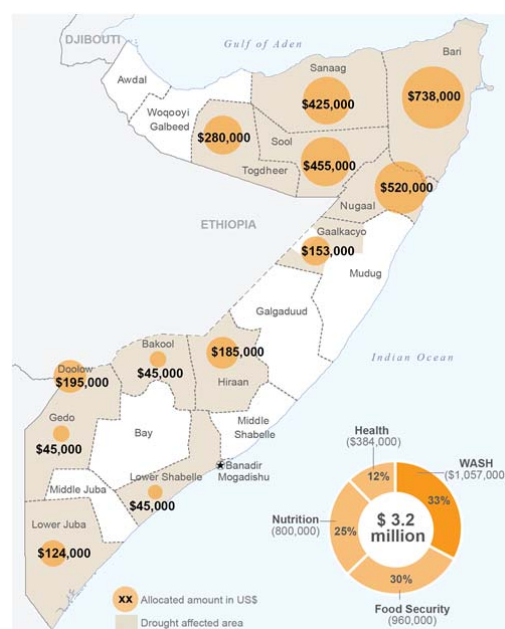 DJIBOUTI
Gulf of Aden
Bari
Awdal
Sanaag
$738,000
$425,000
Woqooyi
Galbeed
$280,000
Sool
$455,000
Togdheer
$520,000
Nugaal
ETHIOPIA
Gaalkacyo
$153,000
Mudug
Galgaduud
Bakool
$185,000
Indian Ocean
Doolow
$45,000
$195,000
Hiraan
Gedo
Middle
Shabelle
$45,000
Bay
Lower Shabelle
Banadir
Mogadishu
Middle Juba
$45,000
Lower Juba
$124,000
xx Allocated amount in US$
Drought affected area
Health
($384,000)
12%
WASH
($1,057,000
33%
Nutrition
(800,000)
25%
$ 3.2
million
30%
Food Security
(960,000)